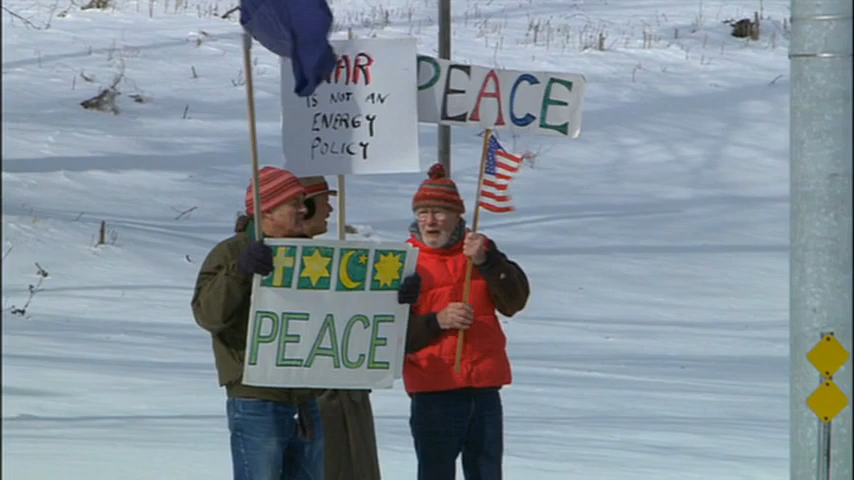 WAR
IS NOT AN
ENERGY
POLICY
PEACE
PEACE